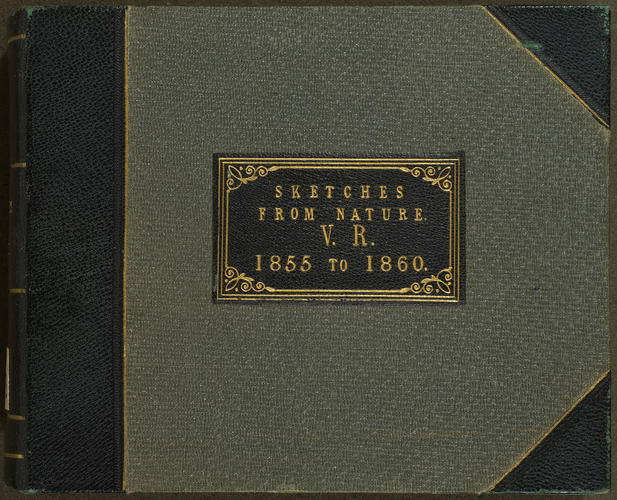 SKETCHES
FROM NATURE.
V. R.
1855 TO 1860.